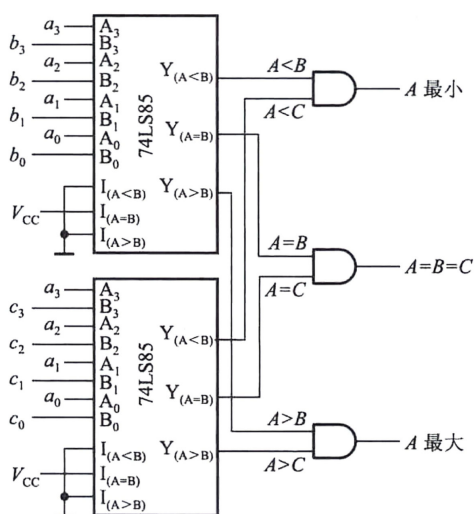 a₃ A₃
b₃ B₃
a₂ A₂
b₂ B₂
a₁ A₁
b₁ B₁
a₀ A₀
b₀ B₀
I(A<B)
V_CC I(A=B)
I(A>B)
74LS85
Y(A<B) A<B
A<C
A 最小
Y(A=B)
Y(A>B)
A=B
A=C
A=B=C
a₃ A₃
c₃ B₃
a₂ A₂
c₂ B₂
a₁ A₁
c₁ B₁
a₀ A₀
c₀ B₀
I(A<B)
V_CC I(A=B)
I(A>B)
74LS85
Y(A<B)
Y(A=B)
Y(A>B)
A>B
A>C
A 最大